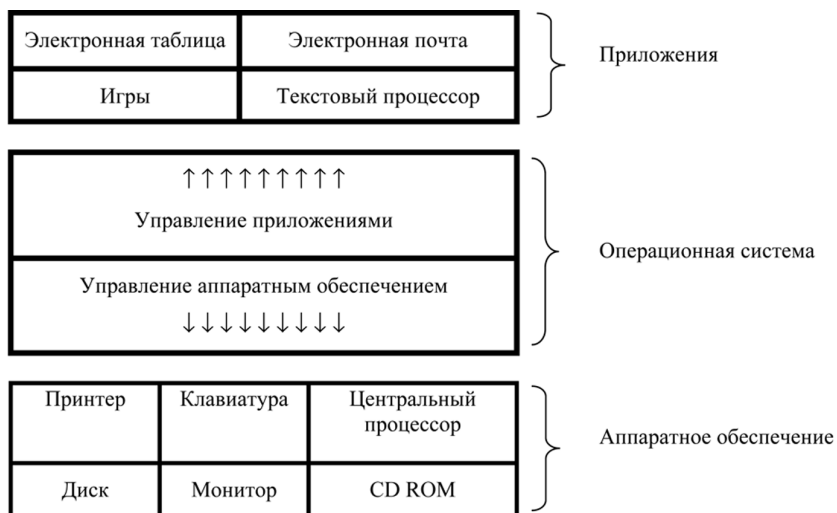 Электронная таблица
Электронная почта
Игры
Текстовый процессор
Приложения
↑↑↑↑↑↑↑↑↑
Управление приложениями
Управление аппаратным обеспечением
↓↓↓↓↓↓↓↓↓
Операционная система
Принтер
Клавиатура
Центральный
процессор
Диск
Монитор
CD ROM
Аппаратное обеспечение